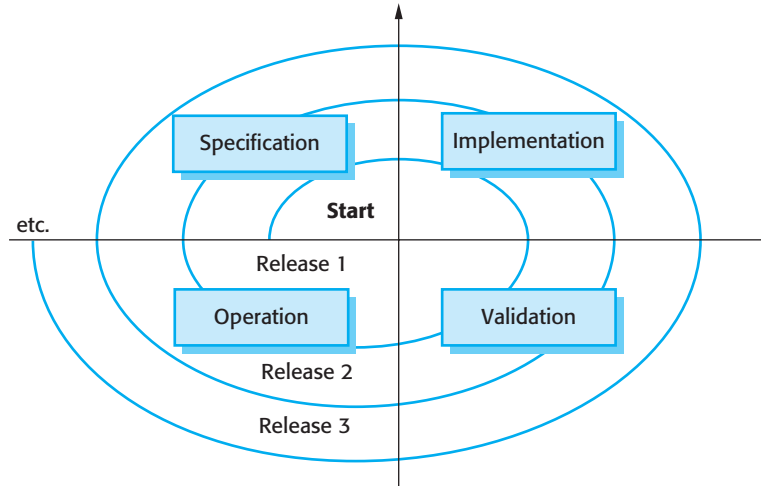 Specification
Implementation
Start
etc.
Release 1
Operation
Validation
Release 2
Release 3